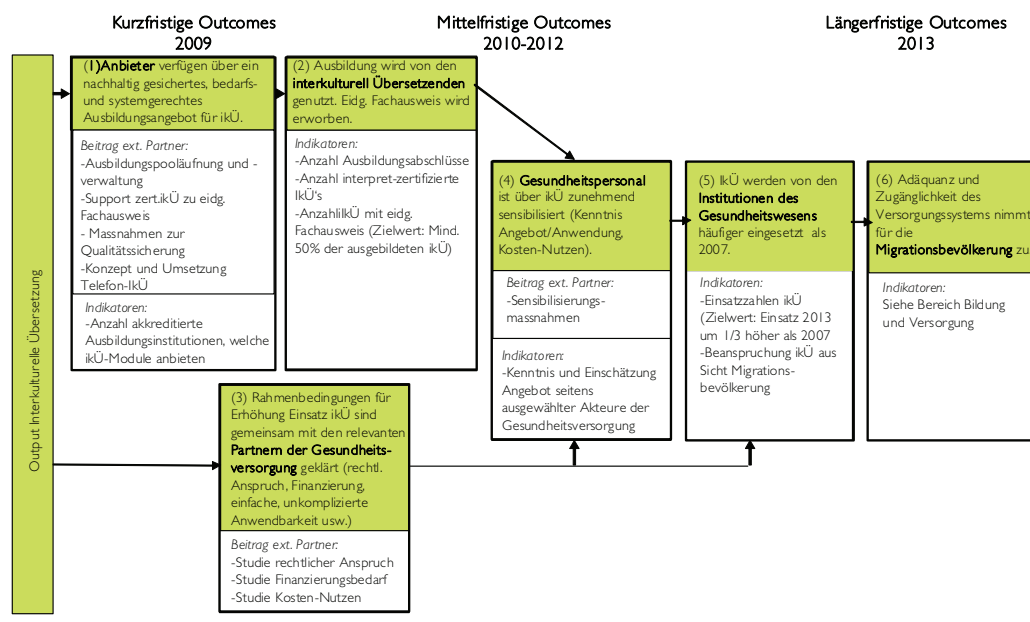 Kurzfristige Outcomes
2009
Mittelfristige Outcomes
2010-2012
Längerfristige Outcomes
2013
Output Interkulturelle Übersetzung
(1)Anbieter verfügen über ein
nachhaltig gesichertes, bedarfs-
und systemgerechtes
Ausbildungsangebot für ikÜ.
Beitrag ext. Partner:
-Ausbildungspooläufnung und -
verwaltung
-Support zert.ikÜ zu eidg.
Fachausweis
- Massnahmen zur
Qualitätssicherung
-Konzept und Umsetzung
Telefon-IkÜ
Indikatoren:
-Anzahl akkreditierte
Ausbildungsinstitutionen, welche
ikÜ-Module anbieten
(2) Ausbildung wird von den
interkulturell Übersetzenden
genutzt. Eidg. Fachausweis wird
erworben.
Indikatoren:
-Anzahl Ausbildungsabschlüsse
-Anzahl interpret-zertifizierte
IkÜ's
-AnzahlilkÜ mit eidg.
Fachausweis (Zielwert: Mind.
50% der ausgebildeten ikÜ)
(3) Rahmenbedingungen für
Erhöhung Einsatz ikÜ sind
gemeinsam mit den relevanten
Partnern der Gesundheits-
versorgung geklärt (rechtl.
Anspruch, Finanzierung,
einfache, unkomplizierte
Anwendbarkeit usw.)
Beitrag ext. Partner:
-Studie rechtlicher Anspruch
-Studie Finanzierungsbedarf
-Studie Kosten-Nutzen
(4) Gesundheitspersonal
ist über ikÜ zunehmend
sensibilisiert (Kenntnis
Angebot/Anwendung,
Kosten-Nutzen).
Beitrag ext. Partner:
-Sensibilisierungs-
massnahmen
Indikatoren:
-Kenntnis und Einschätzung
Angebot seitens
ausgewählter Akteure der
Gesundheitsversorgung
(5) IkÜ werden von den
Institutionen des
Gesundheitswesens
häufiger eingesetzt als
2007.
Indikatoren:
-Einsatzzahlen ikÜ
(Zielwert: Einsatz 2013
um 1/3 höher als 2007
-Beanspruchung ikÜ aus
Sicht Migrations-
bevölkerung
(6) Adäquanz und
Zugänglichkeit des
Versorgungssystems nimmt
für die
Migrationsbevölkerung zu
Indikatoren:
Siehe Bereich Bildung
und Versorgung